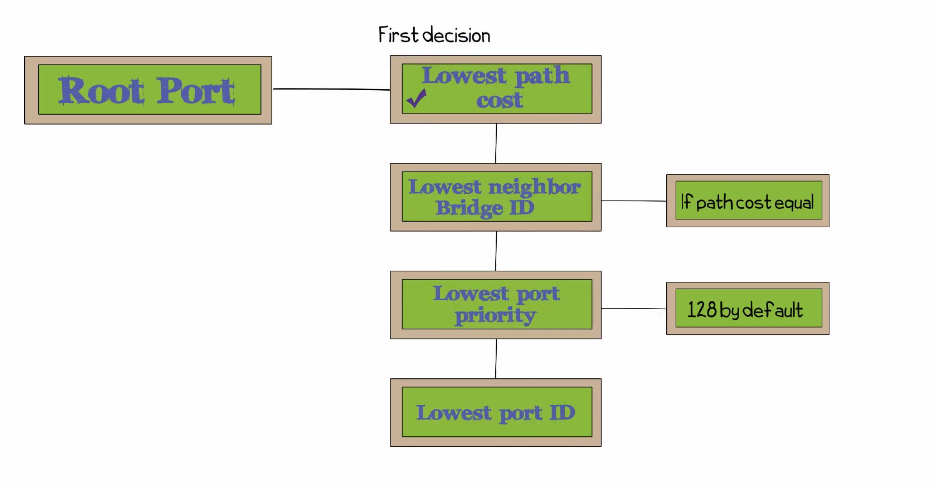 First decision
Root Port
Lowest path
cost
Lowest neighbor
Bridge ID
If path cost equal
Lowest port
priority
128 by default
Lowest port ID